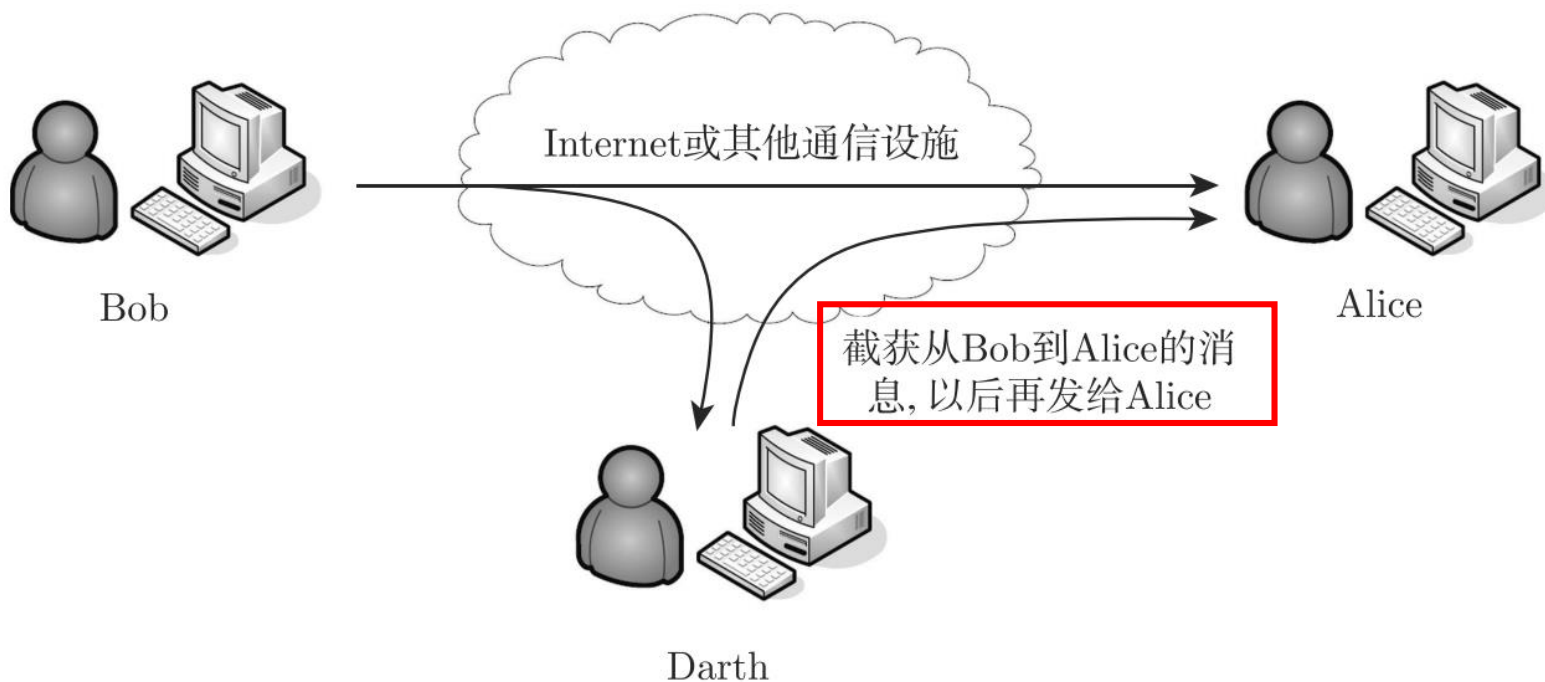 Internet或其他通信设施
Bob
Alice
截获从Bob到Alice的消
息, 以后再发给Alice
Darth